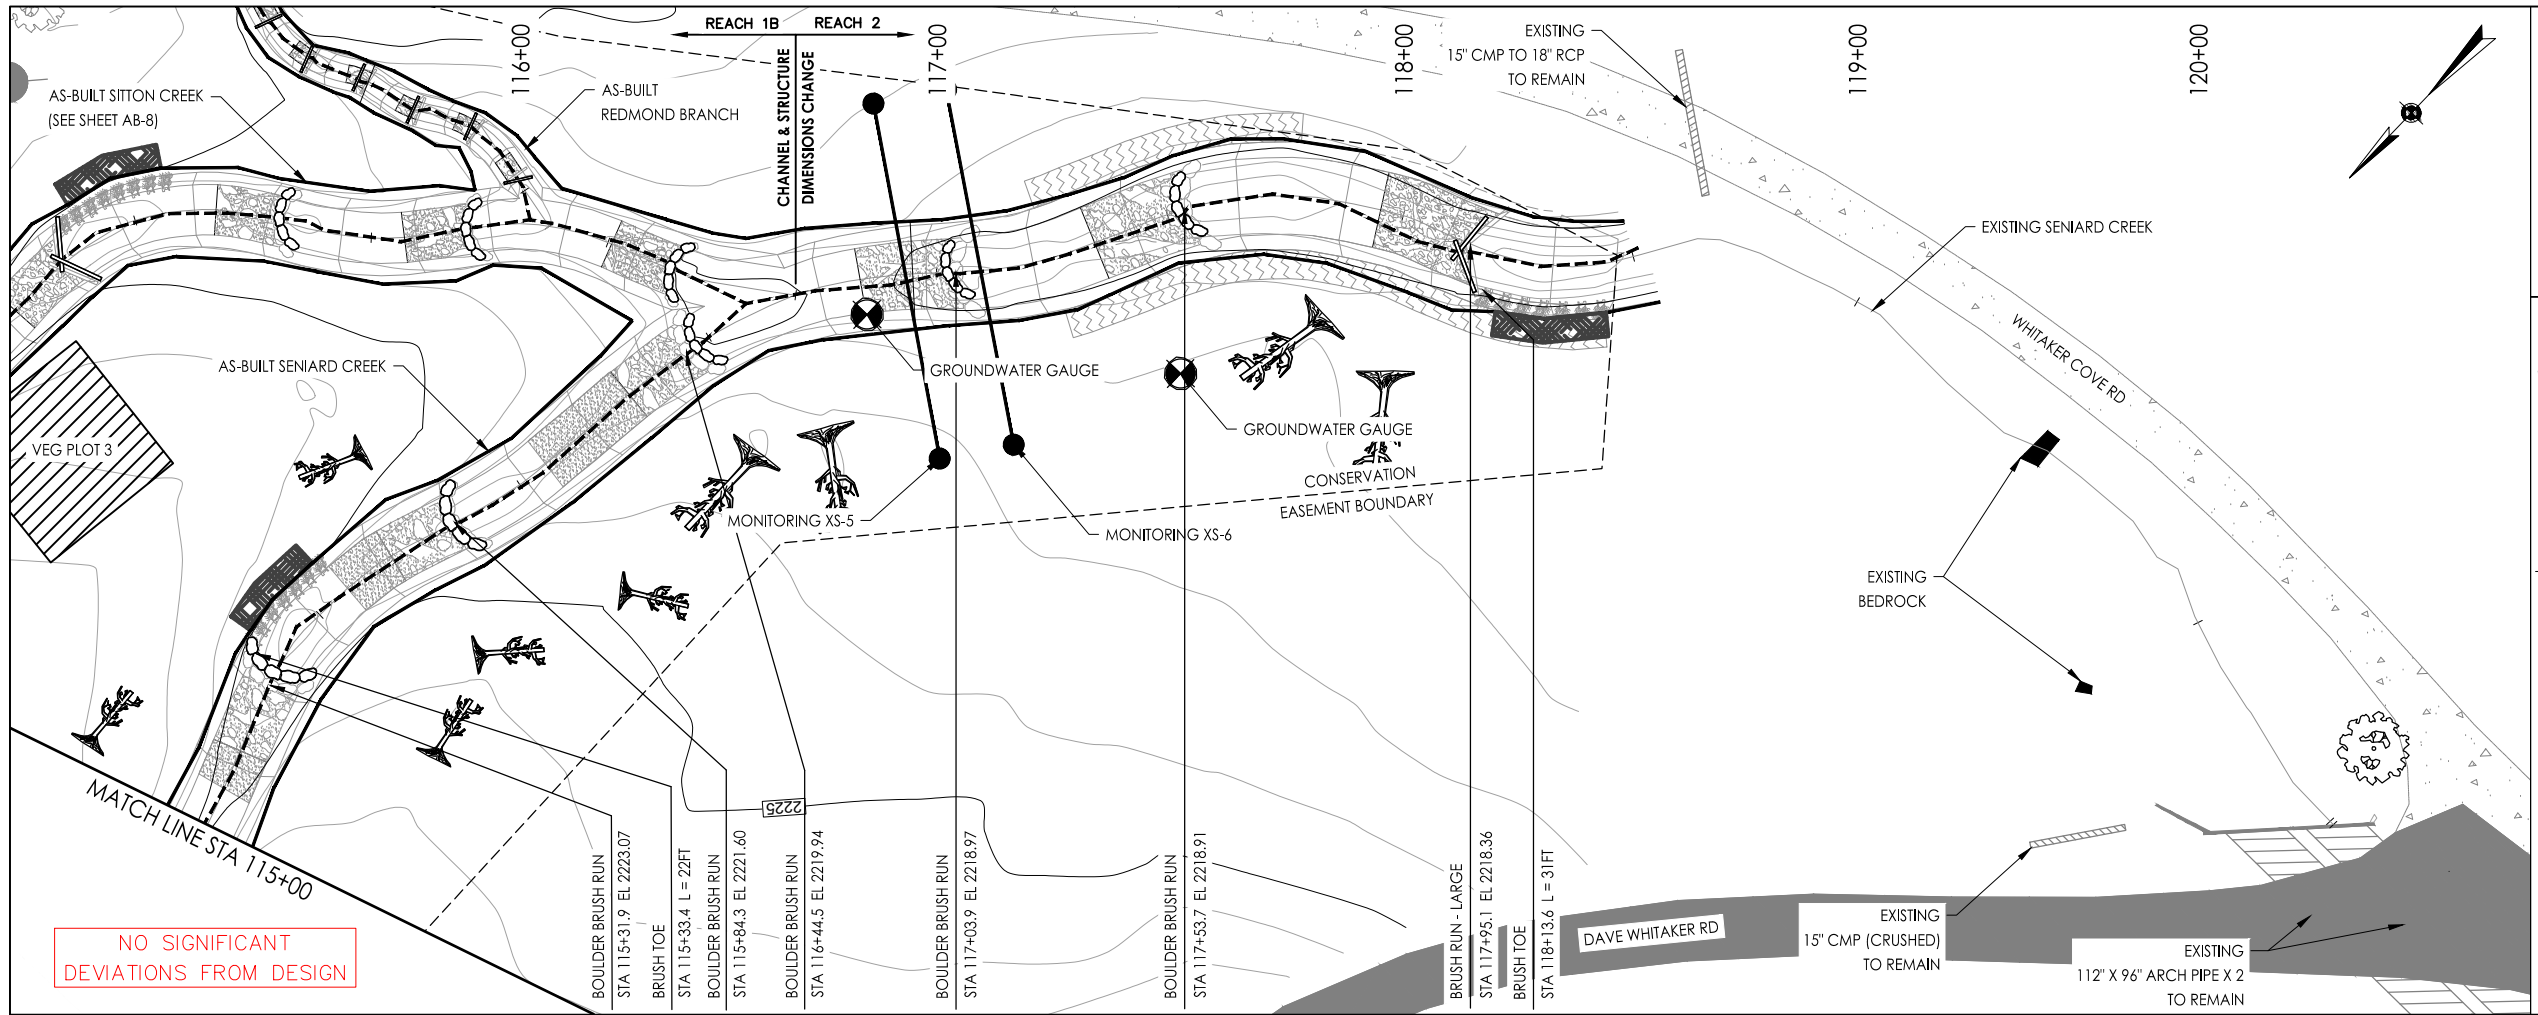 REACH 1B
REACH 2
116+00
117+00
118+00
119+00
120+00
CHANNEL & STRUCTURE
DIMENSIONS CHANGE
AS-BUILT SITTON CREEK
(SEE SHEET AB-8)
AS-BUILT
REDMOND BRANCH
EXISTING
15" CMP TO 18" RCP
TO REMAIN
EXISTING SENIARD CREEK
WHITAKER COVE RD
AS-BUILT SENIARD CREEK
GROUNDWATER GAUGE
GROUNDWATER GAUGE
VEG PLOT 3
CONSERVATION
EASEMENT BOUNDARY
MONITORING XS-5
MONITORING XS-6
EXISTING
BEDROCK
MATCH LINE STA 115+00
2225
NO SIGNIFICANT
DEVIATIONS FROM DESIGN
BOULDER BRUSH RUN
STA 115+31.9 EL 2223.07
BRUSH TOE
STA 115+33.4 L = 22FT
BOULDER BRUSH RUN
STA 115+84.3 EL 2221.60
BOULDER BRUSH RUN
STA 116+44.5 EL 2219.94
BOULDER BRUSH RUN
STA 117+03.9 EL 2218.97
BOULDER BRUSH RUN
STA 117+53.7 EL 2218.91
BRUSH RUN - LARGE
STA 117+95.1 EL 2218.36
BRUSH TOE
STA 118+13.6 L = 31FT
DAVE WHITAKER RD
EXISTING
15" CMP (CRUSHED)
TO REMAIN
EXISTING
112" X 96" ARCH PIPE X 2
TO REMAIN